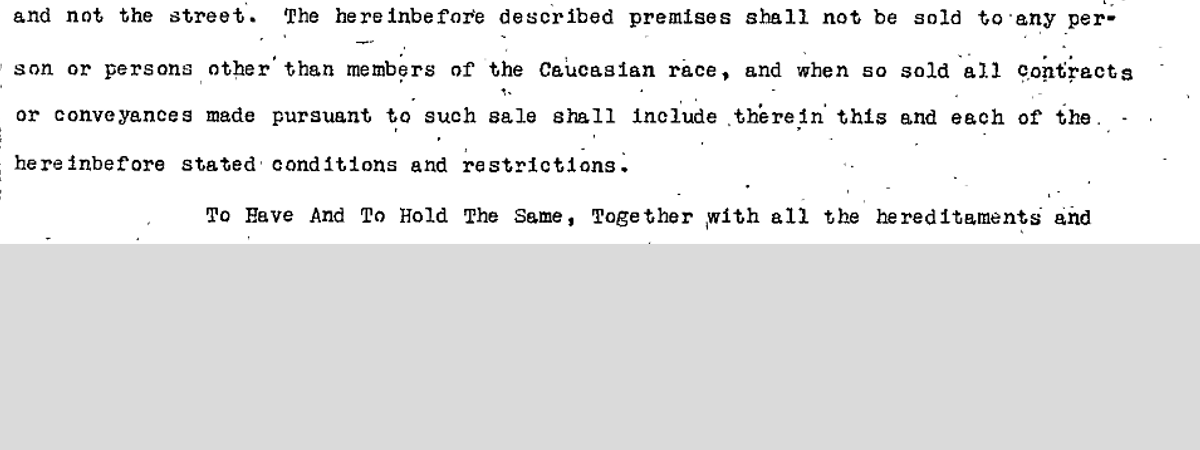 and not the street. The hereinbefore described premises shall not be sold to any per-
son or persons other than members of the Caucasian race, and when so sold all contracts
or conveyances made pursuant to such sale shall include therein this and each of the
hereinbefore stated conditions and restrictions.
To Have And To Hold The Same, Together with all the hereditaments and